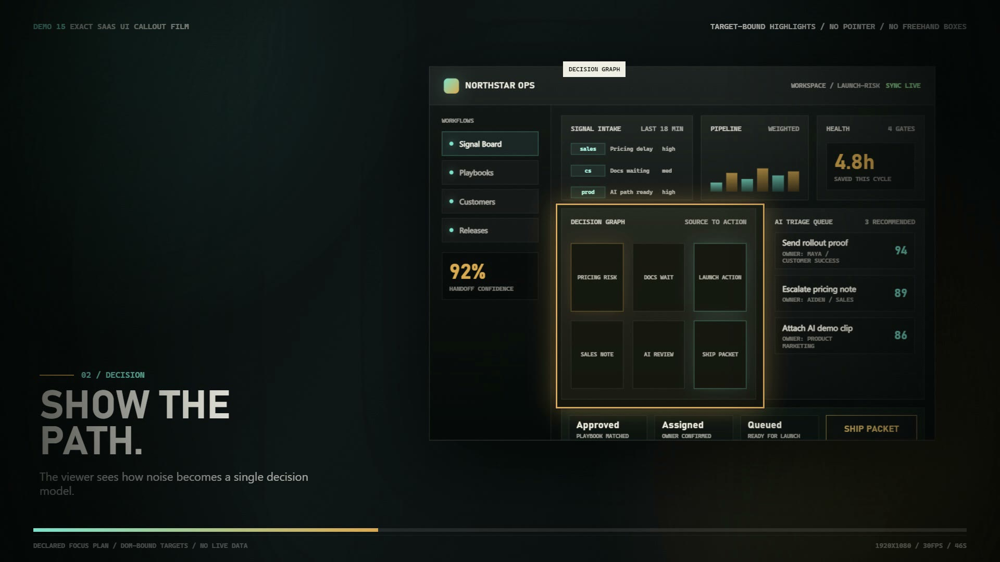 DEMO 15 EXACT SAAS UI CALLOUT FILM
TARGET-BOUND HIGHLIGHTS / NO POINTER / NO FREEHAND BOXES
DECISION GRAPH
NORTHSTAR OPS
WORKSPACE / LAUNCH-RISK SYNC LIVE
WORKFLOWS
Signal Board
Playbooks
Customers
Releases
92%
HANDOFF CONFIDENCE
SIGNAL INTAKE LAST 18 MIN
sales Pricing delay high
cs Docs waiting med
prod AI path ready high
PIPELINE WEIGHTED
HEALTH 4 GATES
4.8h
SAVED THIS CYCLE
DECISION GRAPH SOURCE TO ACTION
PRICING RISK DOCS WAIT LAUNCH ACTION
SALES NOTE AI REVIEW SHIP PACKET
AI TRIAGE QUEUE 3 RECOMMENDED
Send rollout proof 94
OWNER: MAYA /
CUSTOMER SUCCESS
Escalate pricing note 89
OWNER: AIDEN / SALES
Attach AI demo clip 86
OWNER: PRODUCT
MARKETING
Approved
PLAYBOOK MATCHED
Assigned
OWNER CONFIRMED
Queued
READY FOR LAUNCH
SHIP PACKET
02 / DECISION
SHOW THE
PATH.
The viewer sees how noise becomes a single decision
model.
DECLARED FOCUS PLAN / DOM-BOUND TARGETS / NO LIVE DATA
1920X1080 / 30FPS / 46S